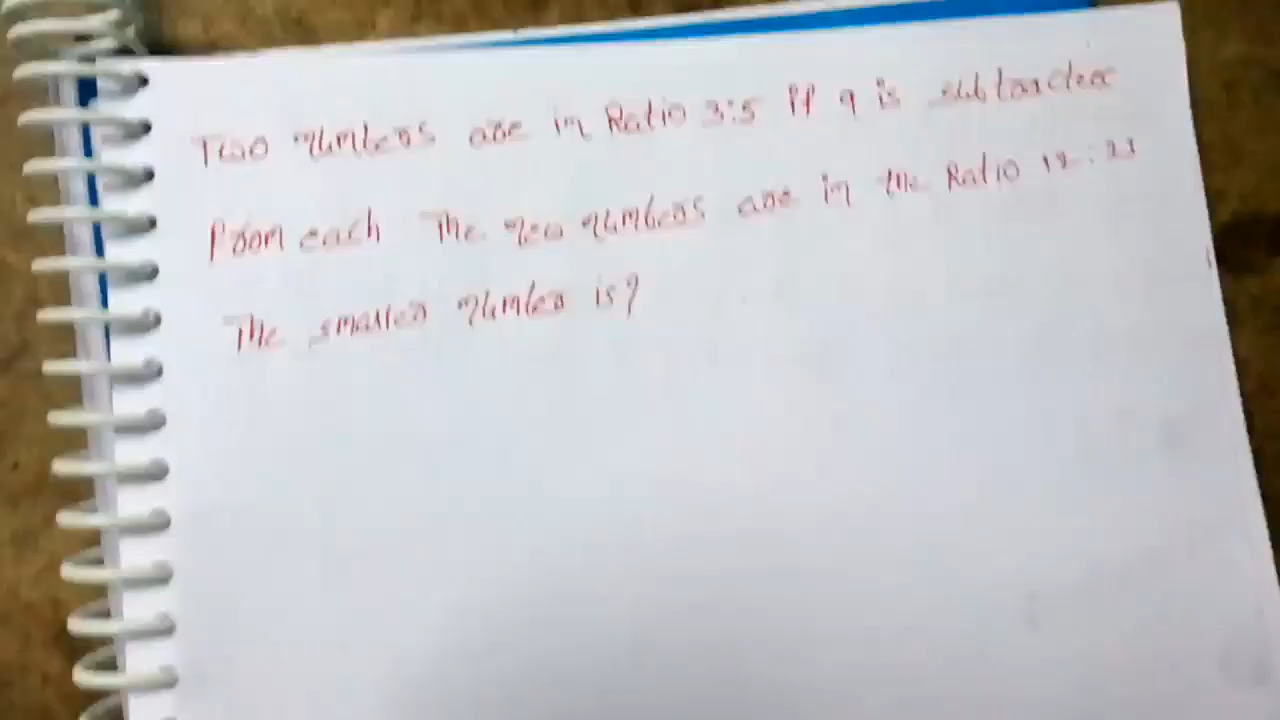 Two numbers are in Ratio 3:5 If 9 is subtracted
From each The new numbers are in the Ratio 12:23
The smaller number is?